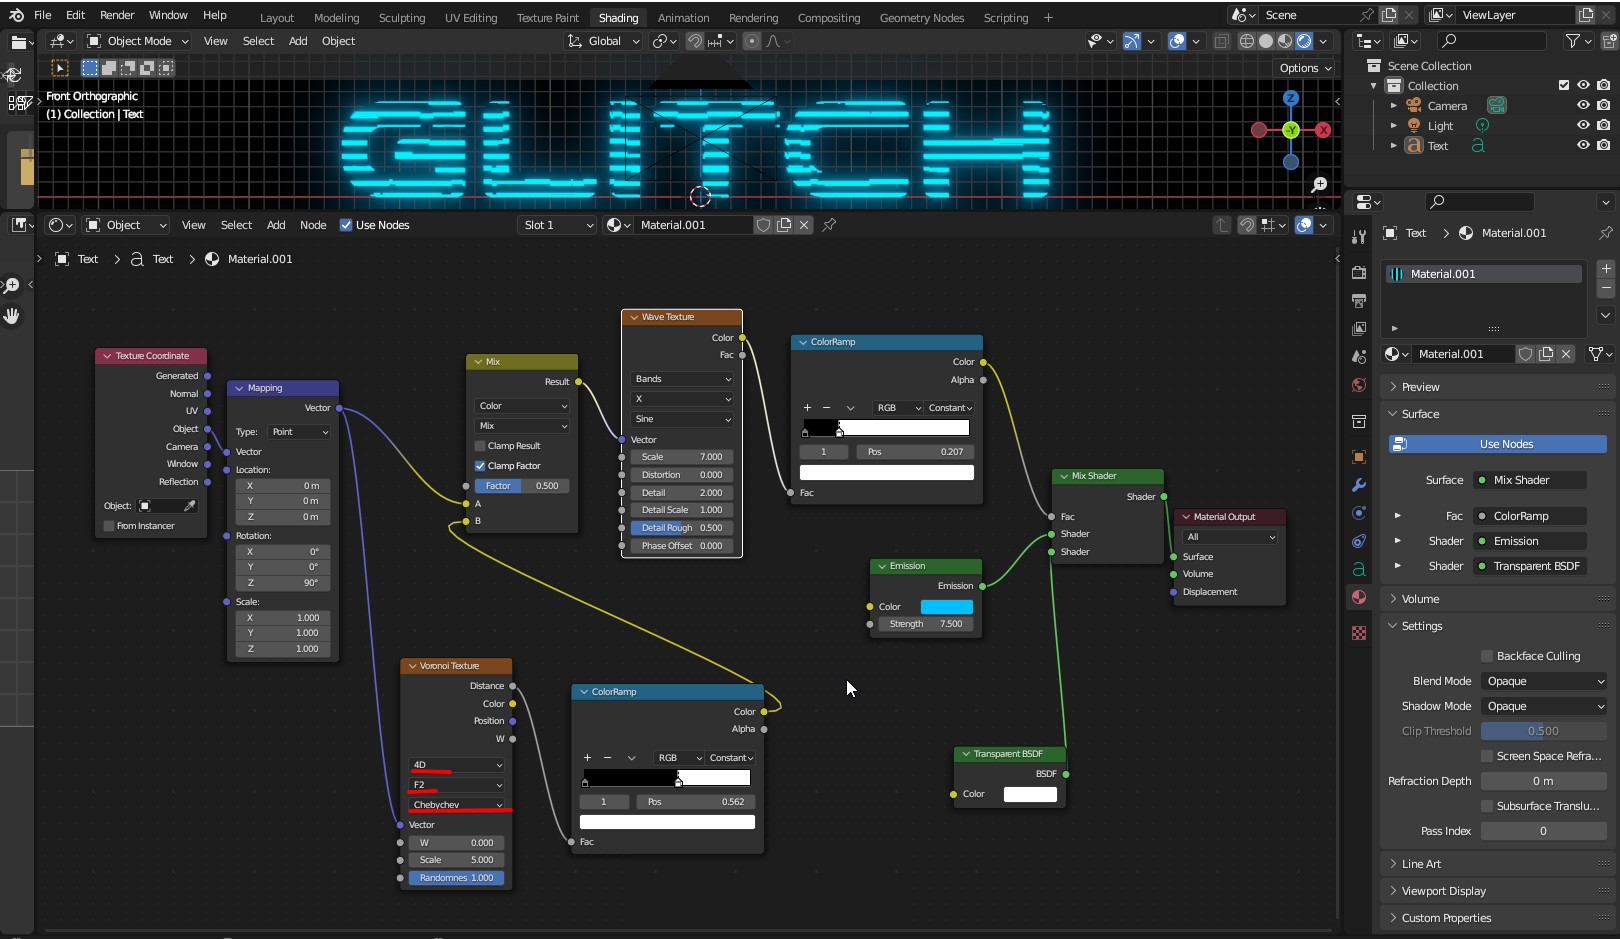 File Edit Render Window Help Layout Modeling Sculpting UV Editing Texture Paint Shading Animation Rendering Compositing Geometry Nodes Scripting + Scene ViewLayer
Object Mode View Select Add Object Global
Options
Front Orthographic
(1) Collection | Text
GLITCH
Z
-Y
X
Scene Collection
Collection
Camera
Light
Text
Object View Select Add Node Use Nodes Slot 1 Material.001
Text > Text > Material.001
Texture Coordinate
Generated
Normal
UV
Object
Camera
Window
Reflection
Object:
From Instancer
Mapping
Vector
Type: Point
Vector
Location:
X 0 m
Y 0 m
Z 0 m
Rotation:
X 0°
Y 0°
Z 90°
Scale:
X 1.000
Y 1.000
Z 1.000
Mix
Result
Color
Mix
Clamp Result
Clamp Factor
Factor 0.500
A
B
Wave Texture
Color
Fac
Bands
X
Sine
Vector
Scale 7.000
Distortion 0.000
Detail 2.000
Detail Scale 1.000
Detail Rough 0.500
Phase Offset 0.000
ColorRamp
Color
Alpha
+ − RGB Constant
1 Pos 0.207
Fac
Voronoi Texture
Distance
Color
Position
W
4D
F2
Chebychev
Vector
W 0.000
Scale 5.000
Randomnes 1.000
ColorRamp
Color
Alpha
+ − RGB Constant
1 Pos 0.562
Fac
Emission
Emission
Color
Strength 7.500
Mix Shader
Shader
Fac
Shader
Shader
Material Output
All
Surface
Volume
Displacement
Transparent BSDF
BSDF
Color
Text > Material.001
Material.001
Material.001
Preview
Surface
Use Nodes
Surface Mix Shader
Fac ColorRamp
Shader Emission
Shader Transparent BSDF
Volume
Settings
Backface Culling
Blend Mode Opaque
Shadow Mode Opaque
Clip Threshold 0.500
Screen Space Refra...
Refraction Depth 0 m
Subsurface Translu...
Pass Index 0
Line Art
Viewport Display
Custom Properties